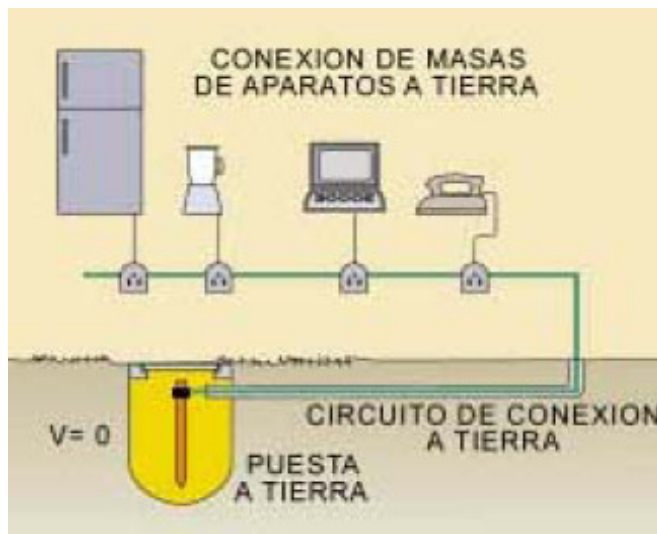 CONEXION DE MASAS
DE APARATOS A TIERRA
CIRCUITO DE CONEXION
A TIERRA
V= 0
PUESTA
A TIERRA